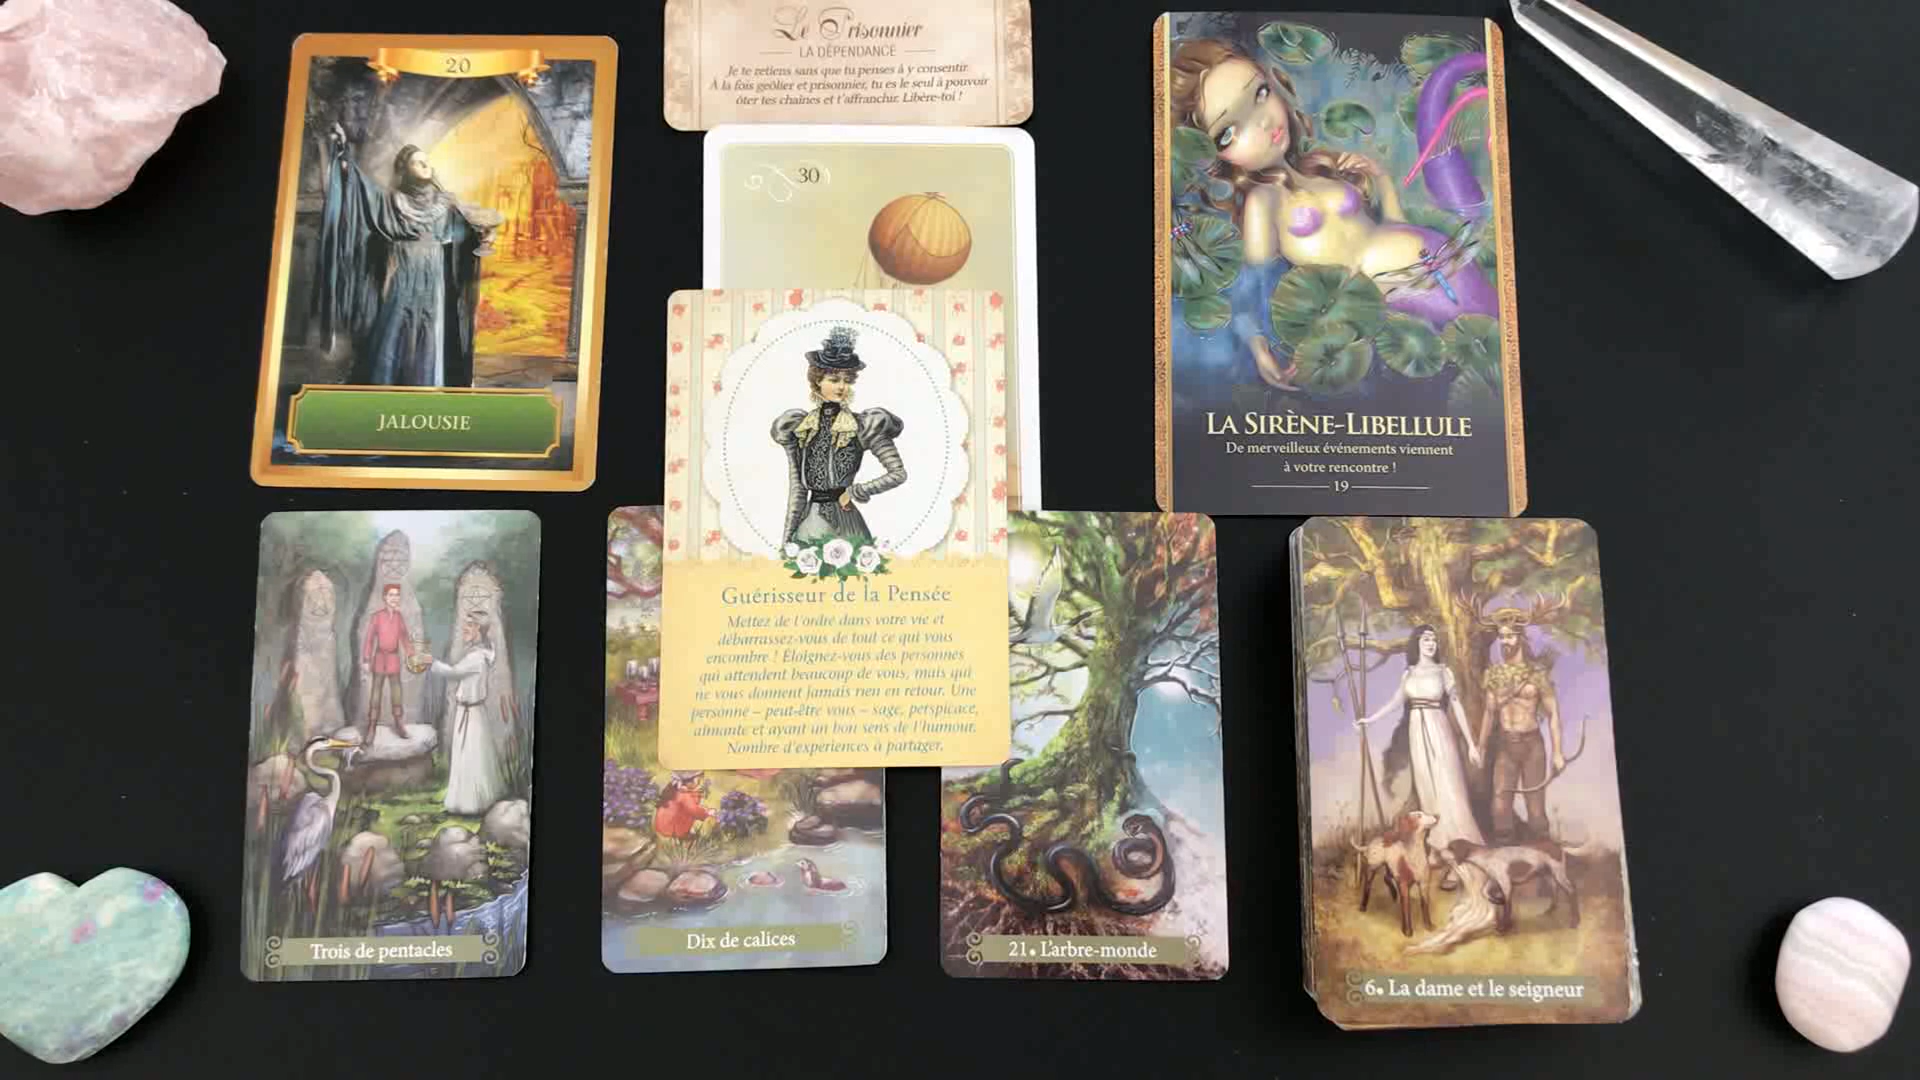 20
JALOUSIE
Le Prisonnier
LA DÉPENDANCE
Je te retiens sans que tu penses à y consentir.
À la fois geôlier et prisonnier, tu es le seul à pouvoir
ôter tes chaînes et t'affranchir. Libère-toi !
30
LA SIRÈNE-LIBELLULE
De merveilleux événements viennent
à votre rencontre !
19
Guérisseur de la Pensée
Mettez de l'ordre dans votre vie et
débarrassez-vous de tout ce qui vous
encombre ! Éloignez-vous des personnes
qui attendent beaucoup de vous, mais qui
ne vous donnent jamais rien en retour. Une
personne – peut-être vous – sage, perspicace,
aimante et ayant un bon sens de l'humour.
Nombre d'expériences à partager.
Trois de pentacles
Dix de calices
21• L'arbre-monde
6• La dame et le seigneur